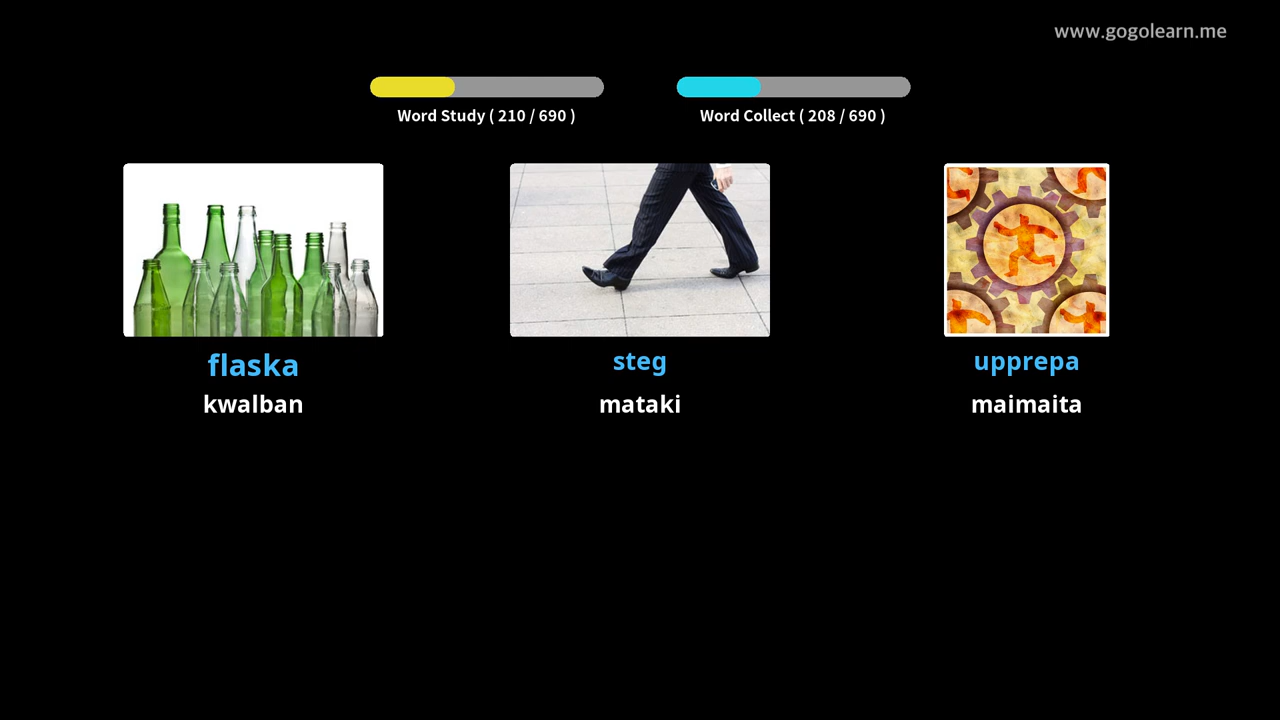 www.gogolearn.me
Word Study ( 210 / 690 )
Word Collect ( 208 / 690 )
flaska
kwalban
steg
mataki
upprepa
maimaita